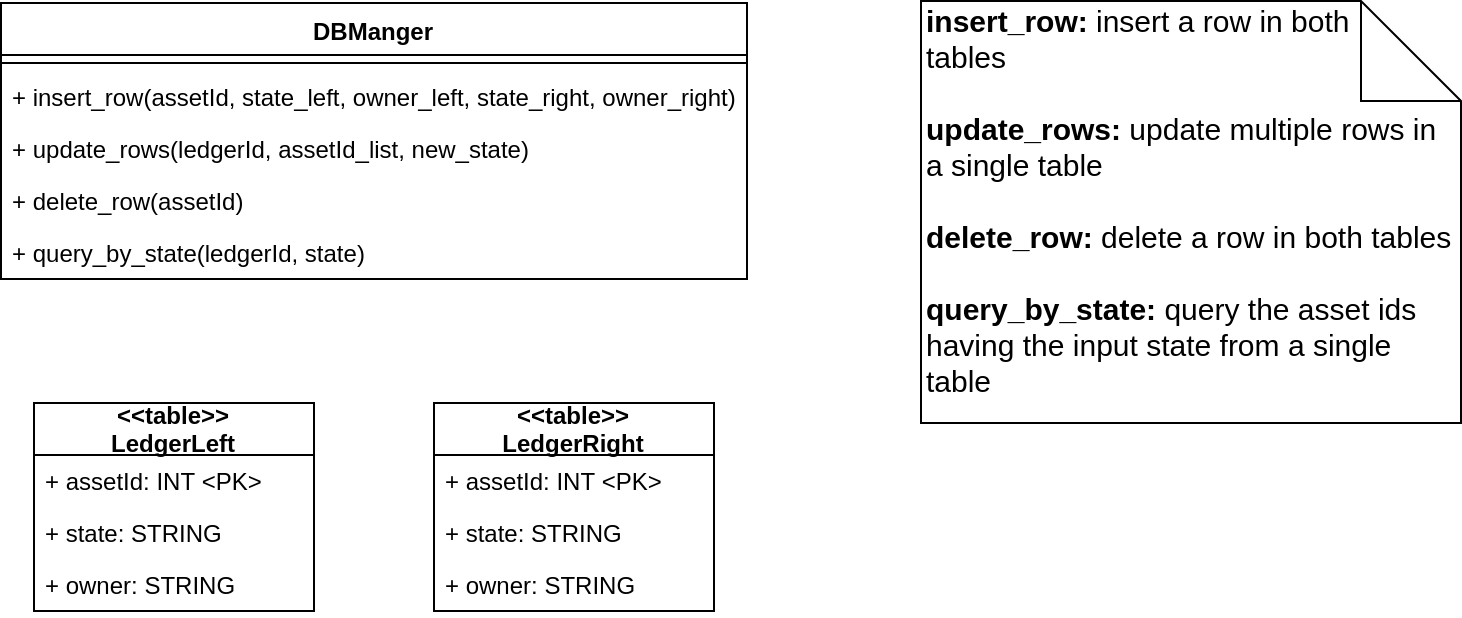 DBManger
+ insert_row(assetId, state_left, owner_left, state_right, owner_right)
+ update_rows(ledgerId, assetId_list, new_state)
+ delete_row(assetId)
+ query_by_state(ledgerId, state)
insert_row: insert a row in both
tables
update_rows: update multiple rows in
a single table
delete_row: delete a row in both tables
query_by_state: query the asset ids
having the input state from a single
table
<<table>>
LedgerLeft
+ assetId: INT <PK>
+ state: STRING
+ owner: STRING
<<table>>
LedgerRight
+ assetId: INT <PK>
+ state: STRING
+ owner: STRING